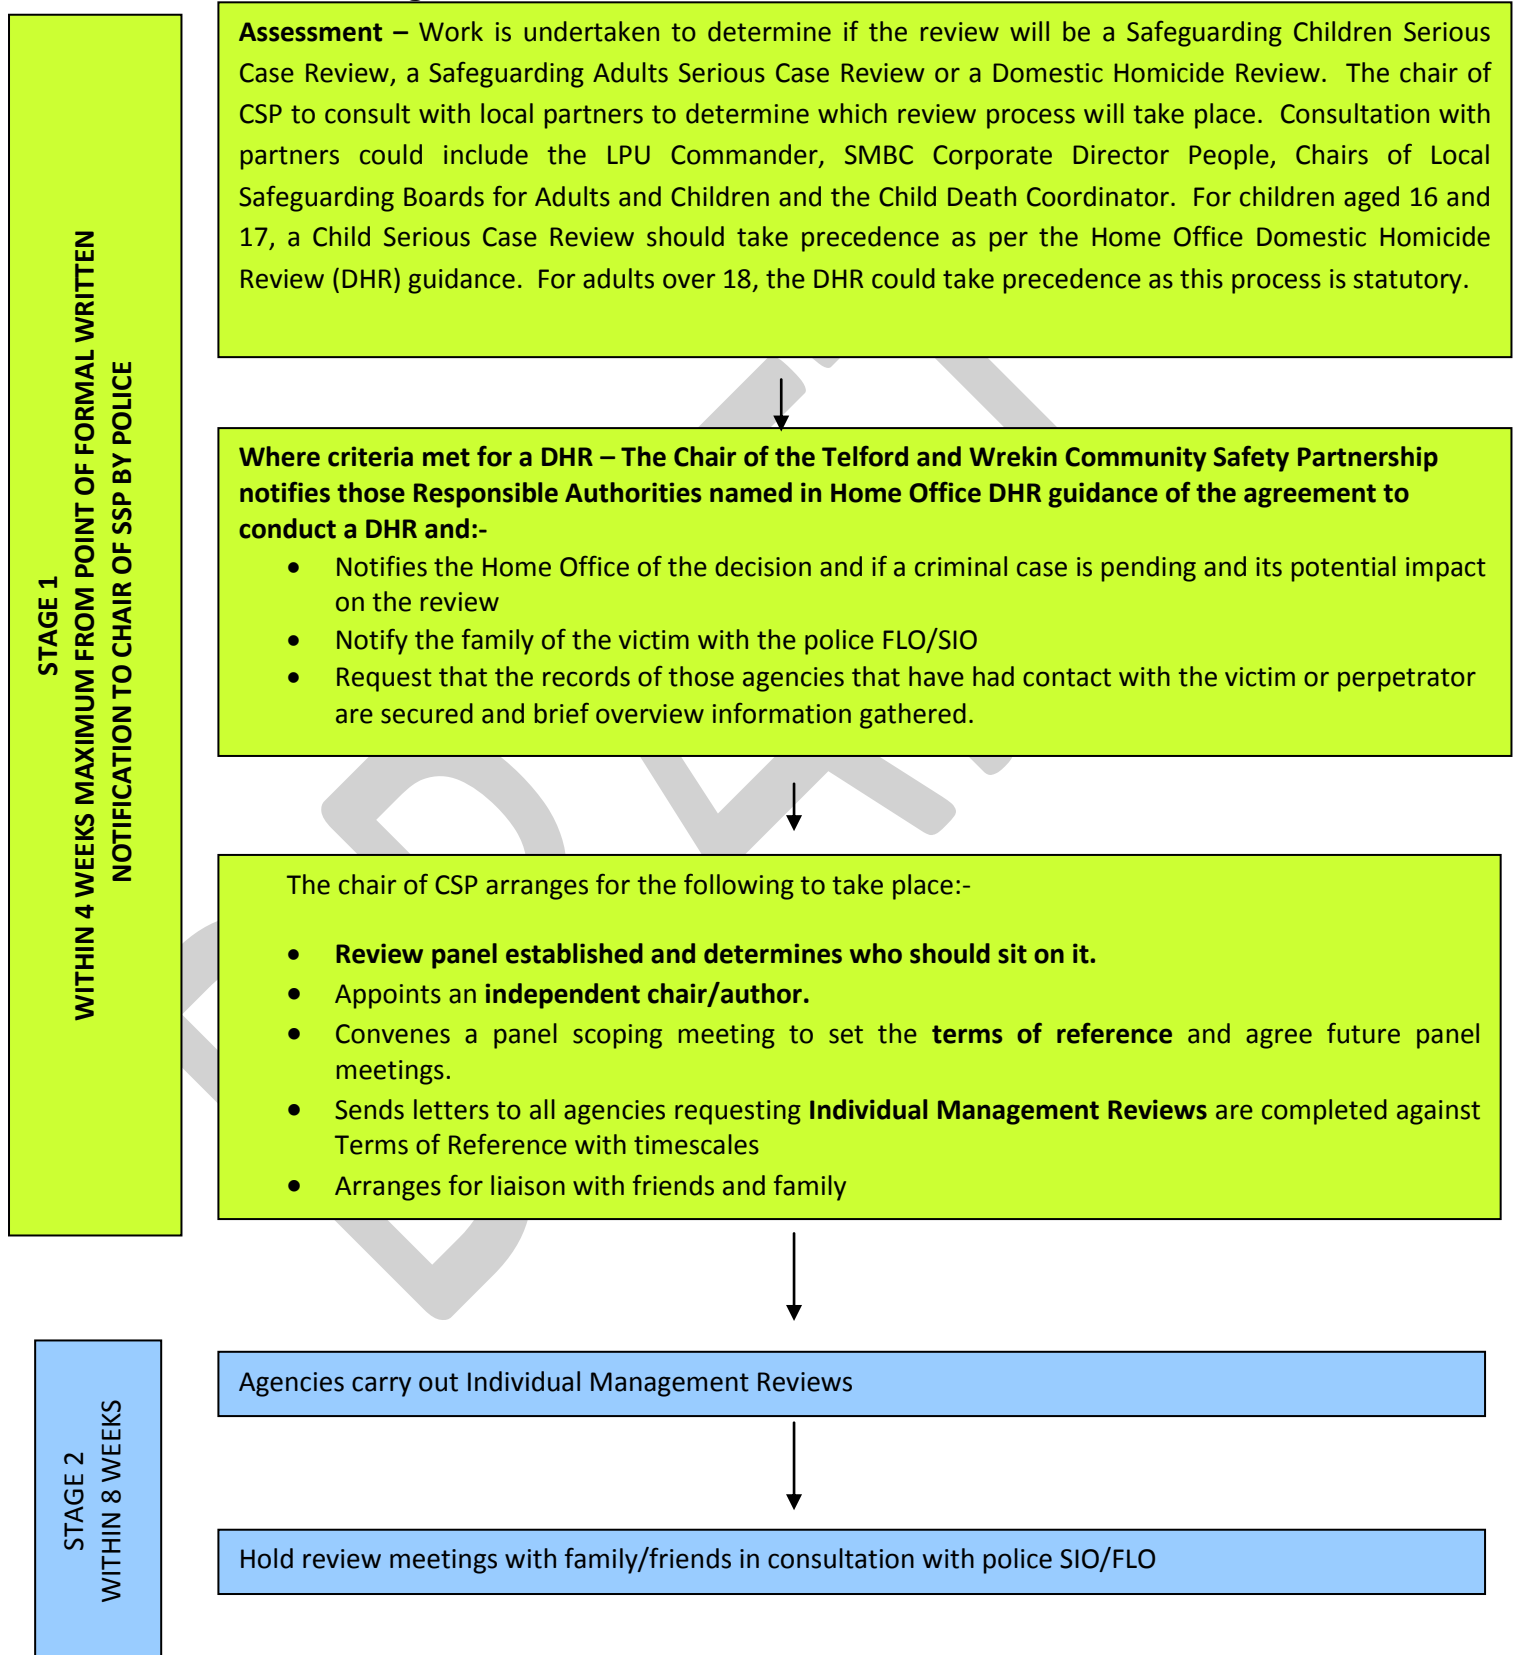 Assessment – Work is undertaken to determine if the review will be a Safeguarding Children Serious
Case Review, a Safeguarding Adults Serious Case Review or a Domestic Homicide Review. The chair of
CSP to consult with local partners to determine which review process will take place. Consultation with
partners could include the LPU Commander, SMBC Corporate Director People, Chairs of Local
Safeguarding Boards for Adults and Children and the Child Death Coordinator. For children aged 16 and
17, a Child Serious Case Review should take precedence as per the Home Office Domestic Homicide
Review (DHR) guidance. For adults over 18, the DHR could take precedence as this process is statutory.
STAGE 1
WITHIN 4 WEEKS MAXIMUM FROM POINT OF FORMAL WRITTEN
NOTIFICATION TO CHAIR OF SSP BY POLICE
Where criteria met for a DHR – The Chair of the Telford and Wrekin Community Safety Partnership
notifies those Responsible Authorities named in Home Office DHR guidance of the agreement to
conduct a DHR and:-
• Notifies the Home Office of the decision and if a criminal case is pending and its potential impact
on the review
• Notify the family of the victim with the police FLO/SIO
• Request that the records of those agencies that have had contact with the victim or perpetrator
are secured and brief overview information gathered.
The chair of CSP arranges for the following to take place:-
• Review panel established and determines who should sit on it.
• Appoints an independent chair/author.
• Convenes a panel scoping meeting to set the terms of reference and agree future panel
meetings.
• Sends letters to all agencies requesting Individual Management Reviews are completed against
Terms of Reference with timescales
• Arranges for liaison with friends and family
STAGE 2
WITHIN 8 WEEKS
Agencies carry out Individual Management Reviews
Hold review meetings with family/friends in consultation with police SIO/FLO
DRAFT